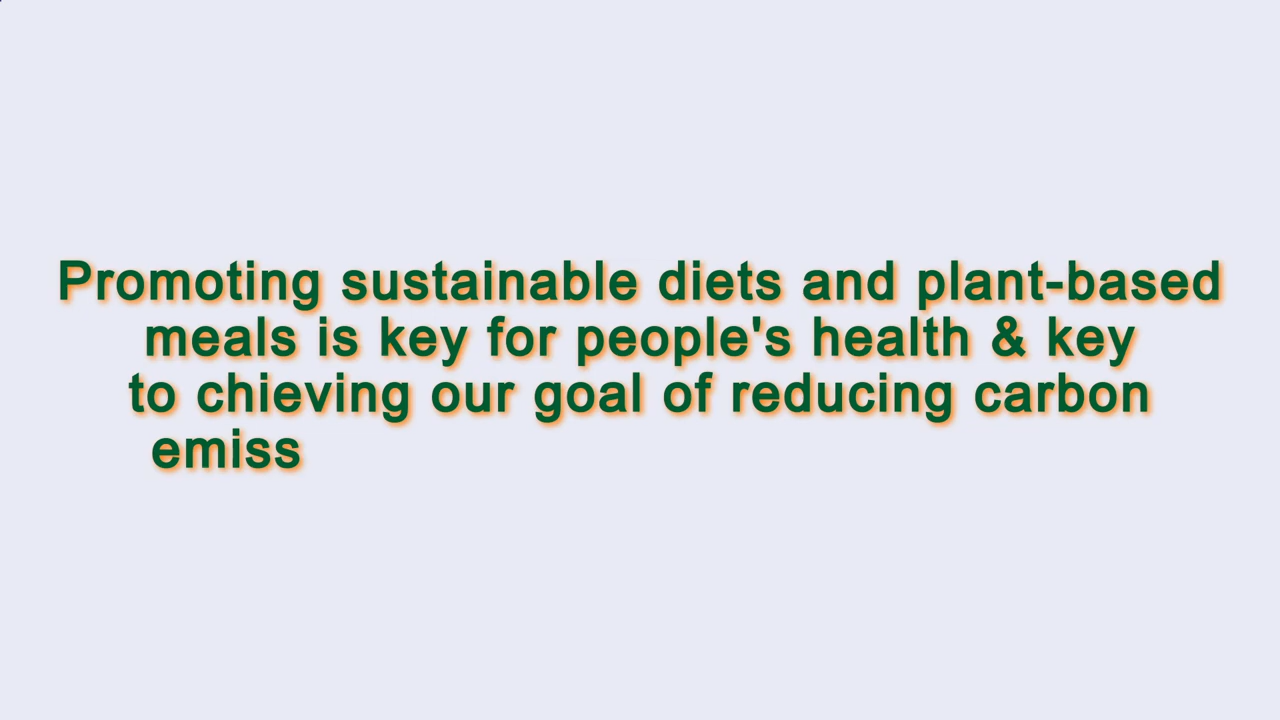 Promoting sustainable diets and plant-based
meals is key for people's health & key
to chieving our goal of reducing carbon
emiss